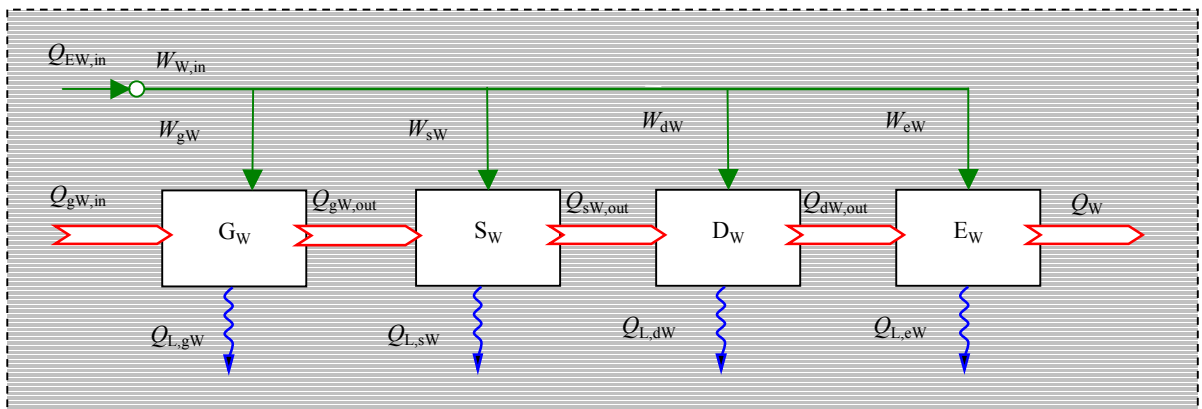 Q_EW,in
W_W,in
W_gW
W_sW
W_dW
W_eW
Q_gW,in
G_W
Q_gW,out
S_W
Q_sW,out
D_W
Q_dW,out
E_W
Q_W
Q_L,gW
Q_L,sW
Q_L,dW
Q_L,eW